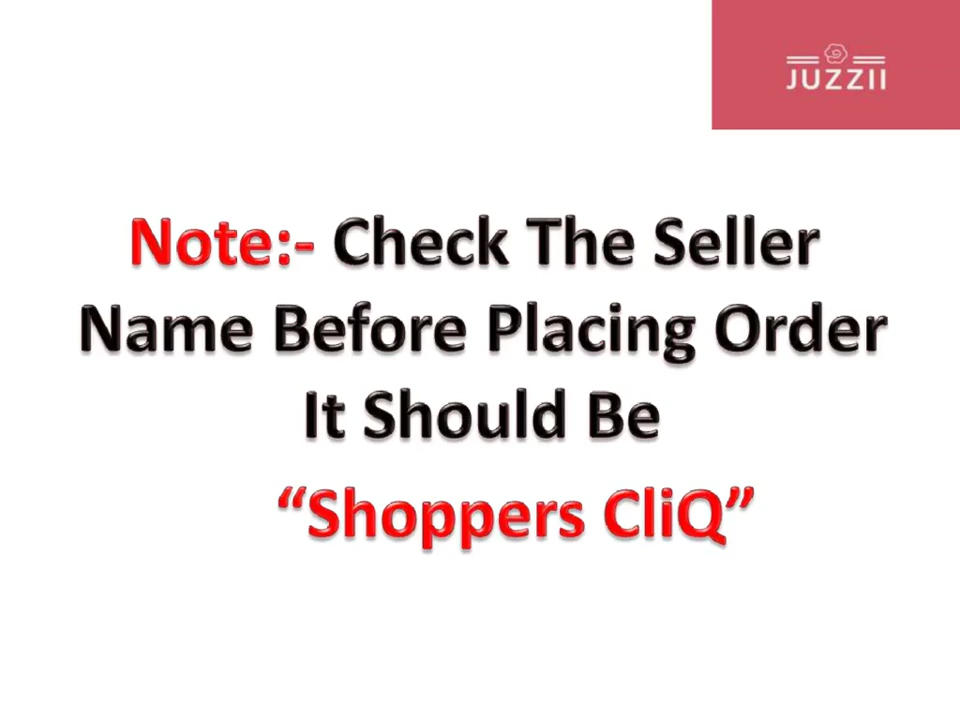 JUZZII
Note:- Check The Seller
Name Before Placing Order
It Should Be
“Shoppers CliQ”